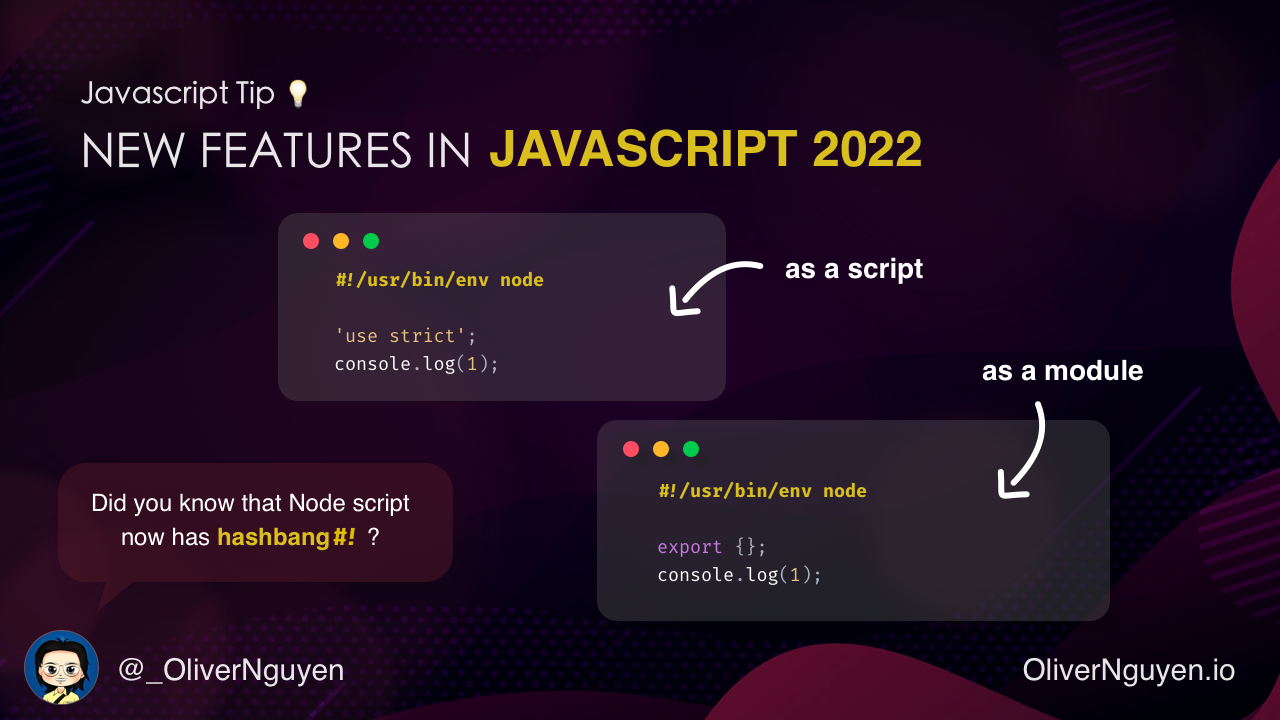 Javascript Tip 💡
NEW FEATURES IN JAVASCRIPT 2022
#!/usr/bin/env node
'use strict';
console.log(1);
as a script
as a module
#!/usr/bin/env node
export {};
console.log(1);
Did you know that Node script
now has hashbang #! ?
@_OliverNguyen
OliverNguyen.io